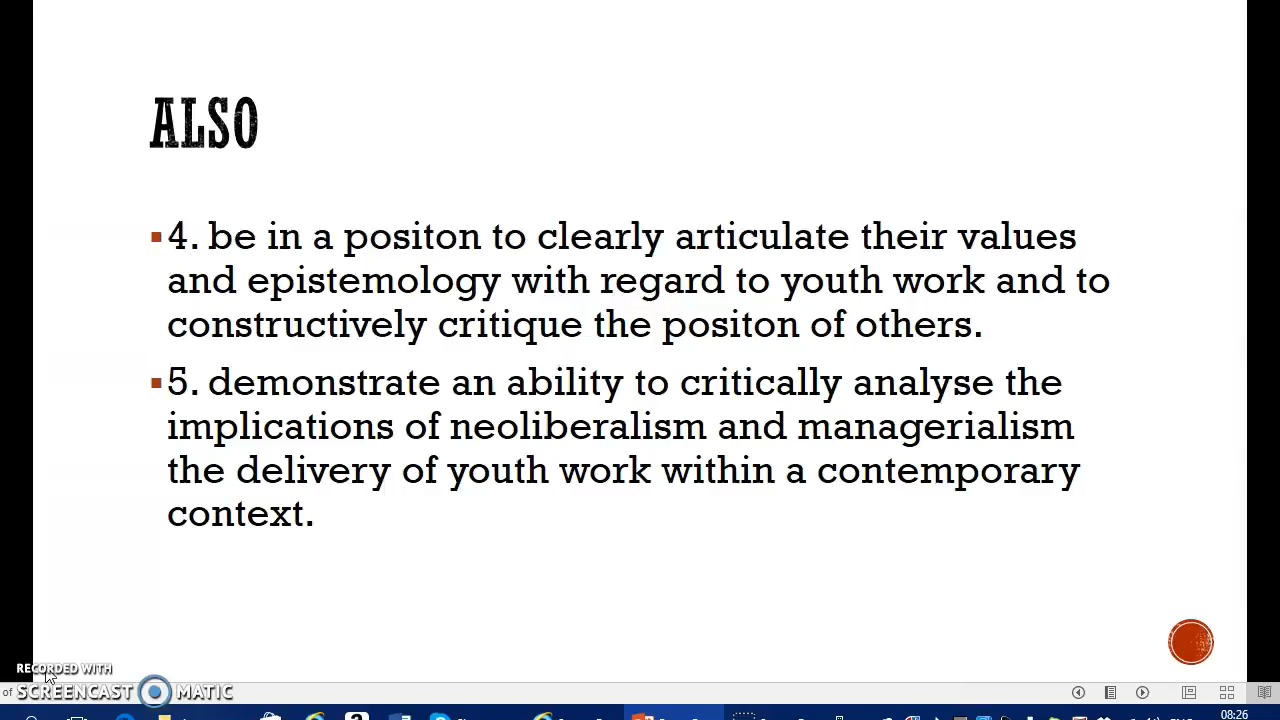 ALSO
4. be in a positon to clearly articulate their values
and epistemology with regard to youth work and to
constructively critique the positon of others.
5. demonstrate an ability to critically analyse the
implications of neoliberalism and managerialism
the delivery of youth work within a contemporary
context.
RECORDED WITH
of SCREENCAST MATIC
08:26